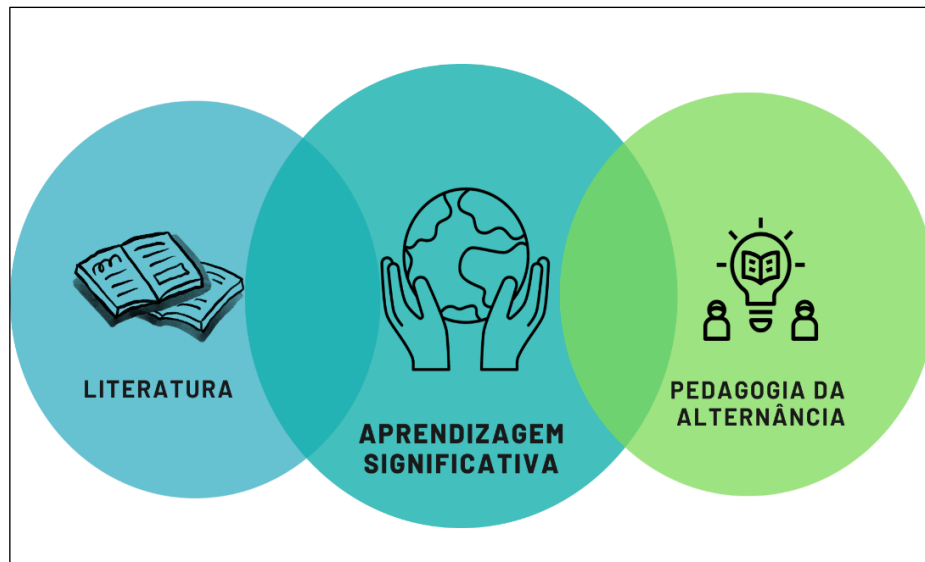 LITERATURA
APRENDIZAGEM
SIGNIFICATIVA
PEDAGOGIA DA
ALTERNÂNCIA